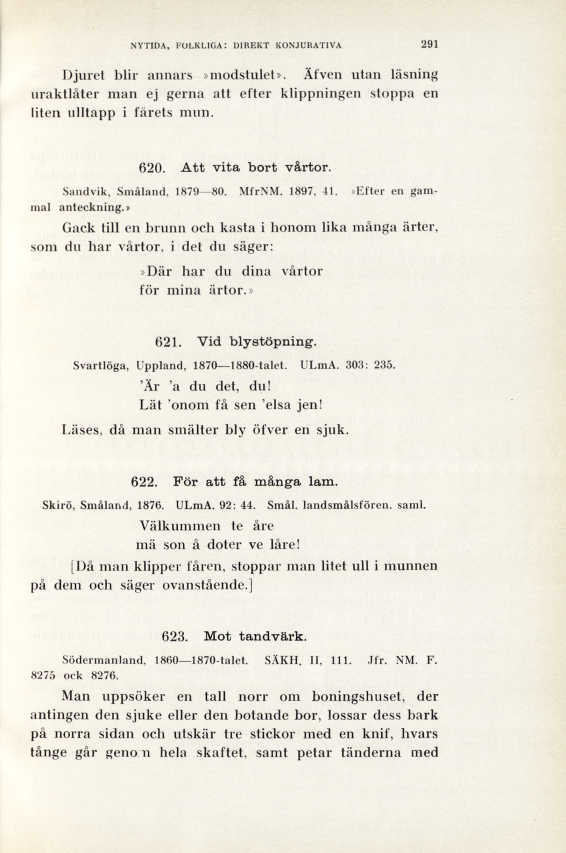 NYTIDA, FOLKLIGA: DIREKT KONJURATIVA 291
Djuret blir annars »modstulet». Äfven utan läsning
uraktlåter man ej gerna att efter klippningen stoppa en
liten ulltapp i fårets mun.
620. Att vita bort vårtor.
Sandvik, Småland, 1879—80. MfrNM. 1897, 41. »Efter en gam-
mal anteckning.»
Gack till en brunn och kasta i honom lika många ärter,
som du har vårtor, i det du säger:
»Där har du dina vårtor
för mina ärtor.»
621. Vid blystöpning.
Svartlöga, Uppland, 1870—1880-talet. ULmA. 303: 235.
'Är 'a du det, du!
Lät 'onom få sen 'elsa jen!
Läses, då man smälter bly öfver en sjuk.
622. För att få många lam.
Skirö, Småland, 1876. ULmA. 92: 44. Smål. landsmålsfören. saml.
Välkummen te åre
mä son å doter ve låre!
[Då man klipper fåren, stoppar man litet ull i munnen
på dem och säger ovanstående.]
623. Mot tandvärk.
Södermanland, 1860—1870-talet. SÄKH. II, 111. Jfr. NM. F.
8275 ock 8276.
Man uppsöker en tall norr om boningshuset, der
antingen den sjuke eller den botande bor, lossar dess bark
på norra sidan och utskär tre stickor med en knif, hvars
tånge går genom hela skaftet, samt petar tänderna med